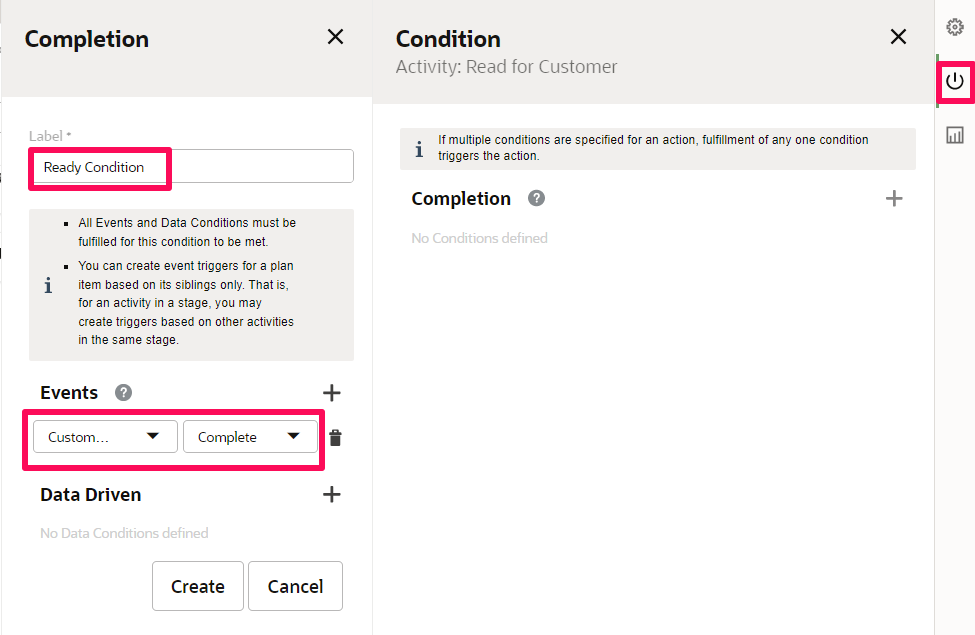 Completion
Label *
Ready Condition
All Events and Data Conditions must be
fulfilled for this condition to be met.
You can create event triggers for a plan
item based on its siblings only. That is,
for an activity in a stage, you may
create triggers based on other activities
in the same stage.
Events
Custom... Complete
Data Driven
No Data Conditions defined
Create Cancel
Condition
Activity: Read for Customer
If multiple conditions are specified for an action, fulfillment of any one condition
triggers the action.
Completion
No Conditions defined